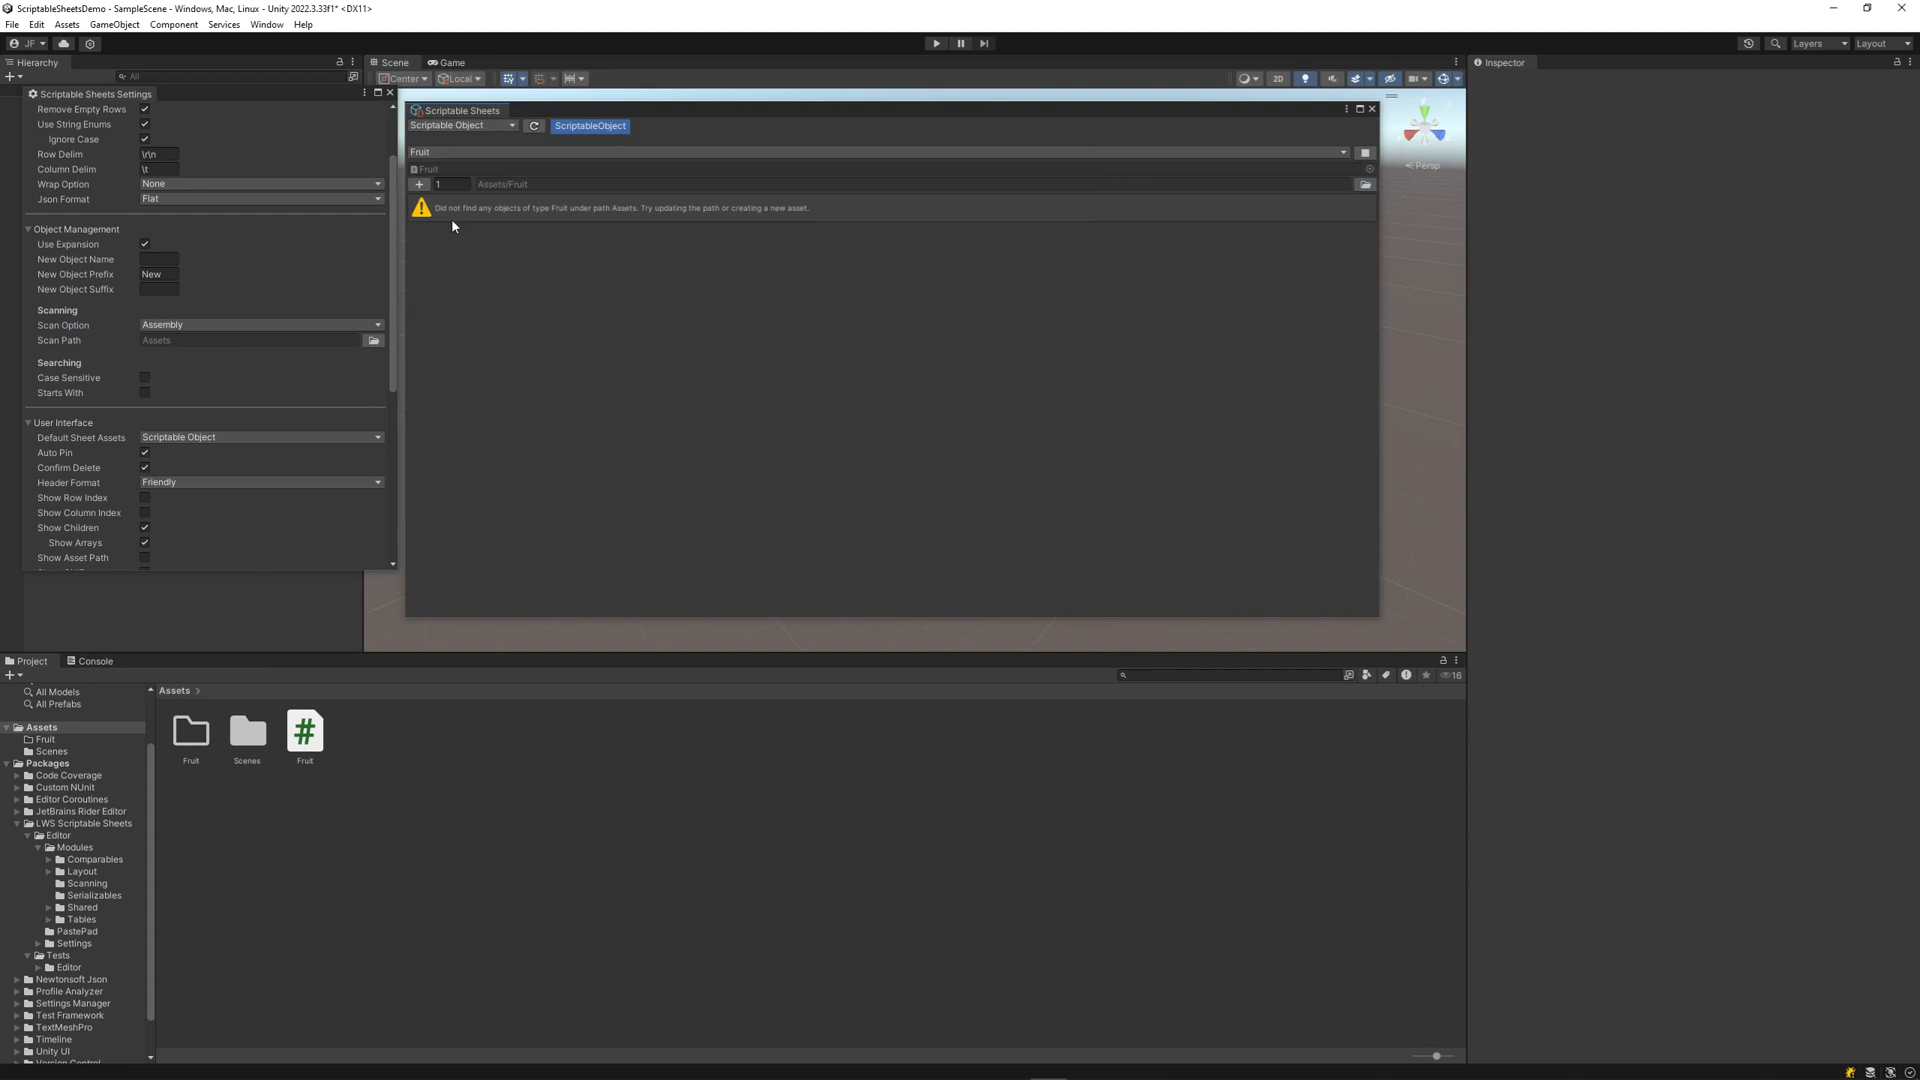 ScriptableSheetsDemo - SampleScene - Windows, Mac, Linux - Unity 2022.3.33f1* <DX11>
File Edit Assets GameObject Component Services Window Help
JF Layers Layout
Hierarchy Scene Game Inspector
All Center Local 2D
Scriptable Sheets Settings
Remove Empty Rows
Use String Enums
Ignore Case
Row Delim \r\n
Column Delim \t
Wrap Option None
Json Format Flat
Object Management
Use Expansion
New Object Name
New Object Prefix New
New Object Suffix
Scanning
Scan Option Assembly
Scan Path Assets
Searching
Case Sensitive
Starts With
User Interface
Default Sheet Assets Scriptable Object
Auto Pin
Confirm Delete
Header Format Friendly
Show Row Index
Show Column Index
Show Children
Show Arrays
Show Asset Path
Scriptable Sheets
Scriptable Object ScriptableObject
Fruit
Fruit
1 Assets/Fruit
Did not find any objects of type Fruit under path Assets. Try updating the path or creating a new asset.
y
Persp
Project Console
16
All Models
All Prefabs
Assets
Fruit
Scenes
Packages
Code Coverage
Custom NUnit
Editor Coroutines
JetBrains Rider Editor
LWS Scriptable Sheets
Editor
Modules
Comparables
Layout
Scanning
Serializables
Shared
Tables
PastePad
Settings
Tests
Editor
Newtonsoft Json
Profile Analyzer
Settings Manager
Test Framework
TextMeshPro
Timeline
Unity UI
Version Control
Assets
Fruit Scenes Fruit